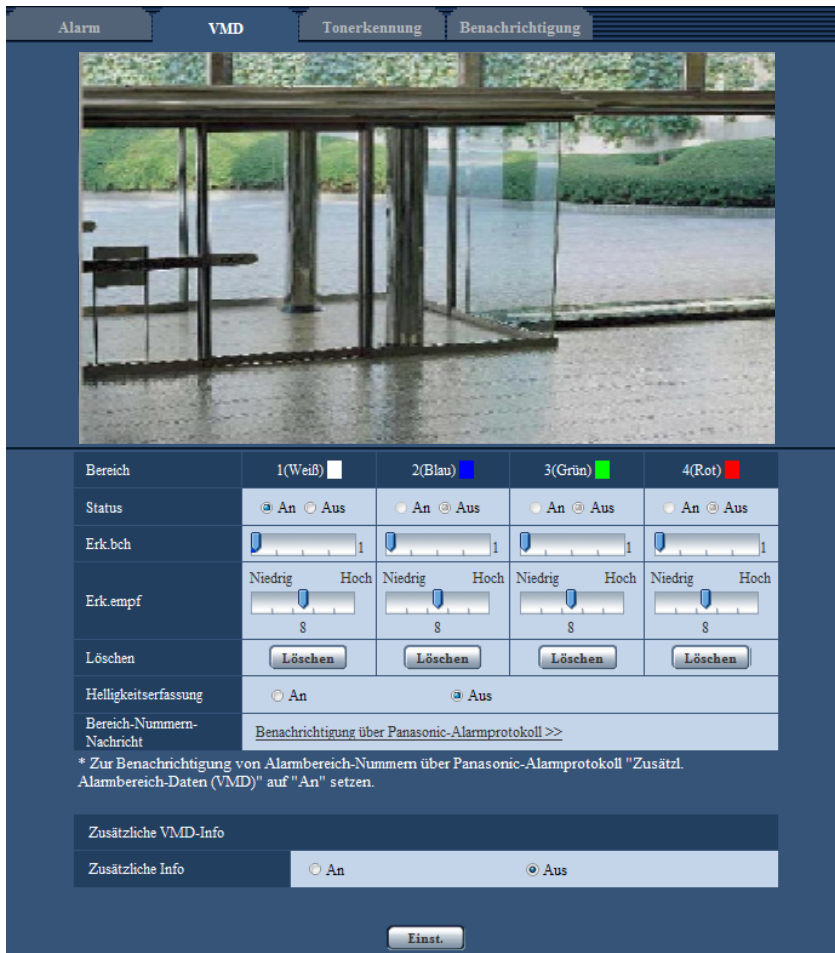 Alarm VMD Tonerkennung Benachrichtigung
Bereich 1(Weiß) 2(Blau) 3(Grün) 4(Rot)
Status An Aus An Aus An Aus An Aus
Erk.bch 1 1 1 1
Niedrig Hoch Niedrig Hoch Niedrig Hoch Niedrig Hoch
Erk.empf
8 8 8 8
Löschen Löschen Löschen Löschen Löschen
Helligkeitserfassung An Aus
Bereich-Nummern-
Nachricht Benachrichtigung über Panasonic-Alarmprotokoll >>
* Zur Benachrichtigung von Alarmbereich-Nummern über Panasonic-Alarmprotokoll "Zusätzl.
Alarmbereich-Daten (VMD)" auf "An" setzen.
Zusätzliche VMD-Info
Zusätzliche Info An Aus
Einst.